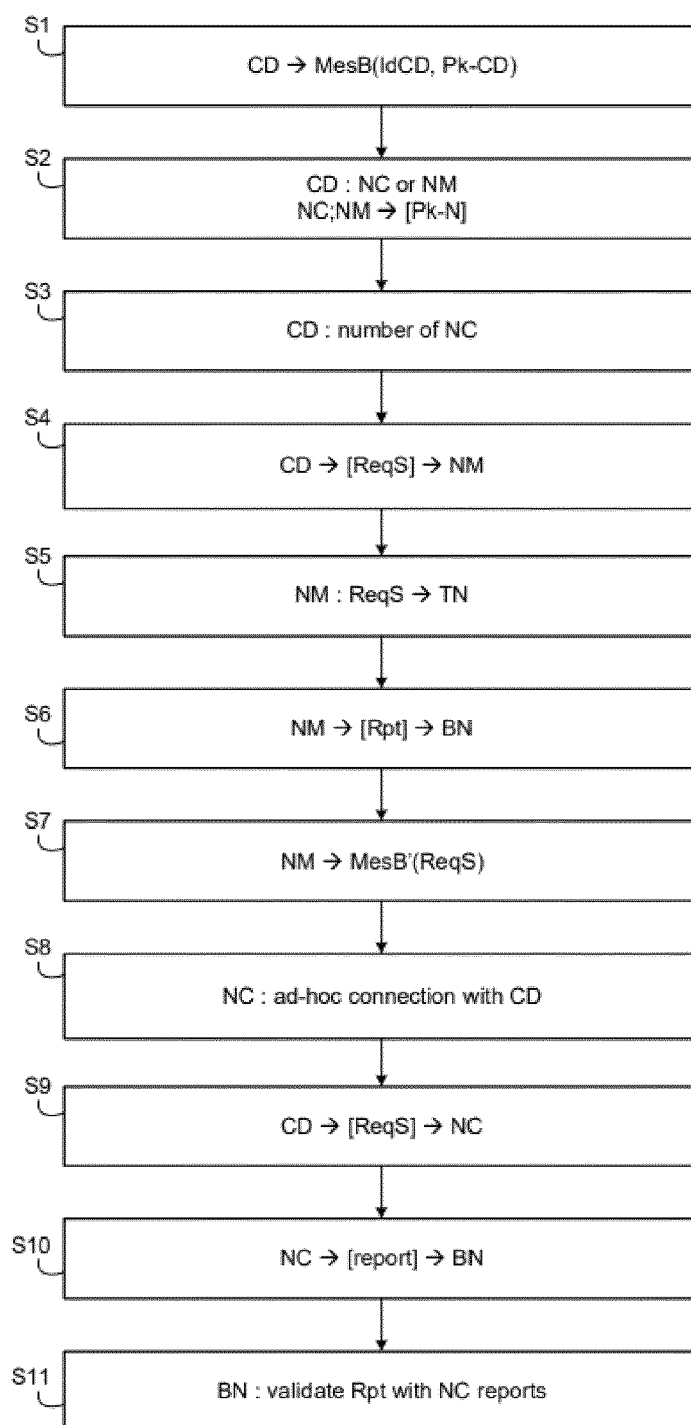 S1
CD → MesB(IdCD, Pk-CD)
S2
CD : NC or NM
NC;NM → [Pk-N]
S3
CD : number of NC
S4
CD → [ReqS] → NM
S5
NM : ReqS → TN
S6
NM → [Rpt] → BN
S7
NM → MesB'(ReqS)
S8
NC : ad-hoc connection with CD
S9
CD → [ReqS] → NC
S10
NC → [report] → BN
S11
BN : validate Rpt with NC reports